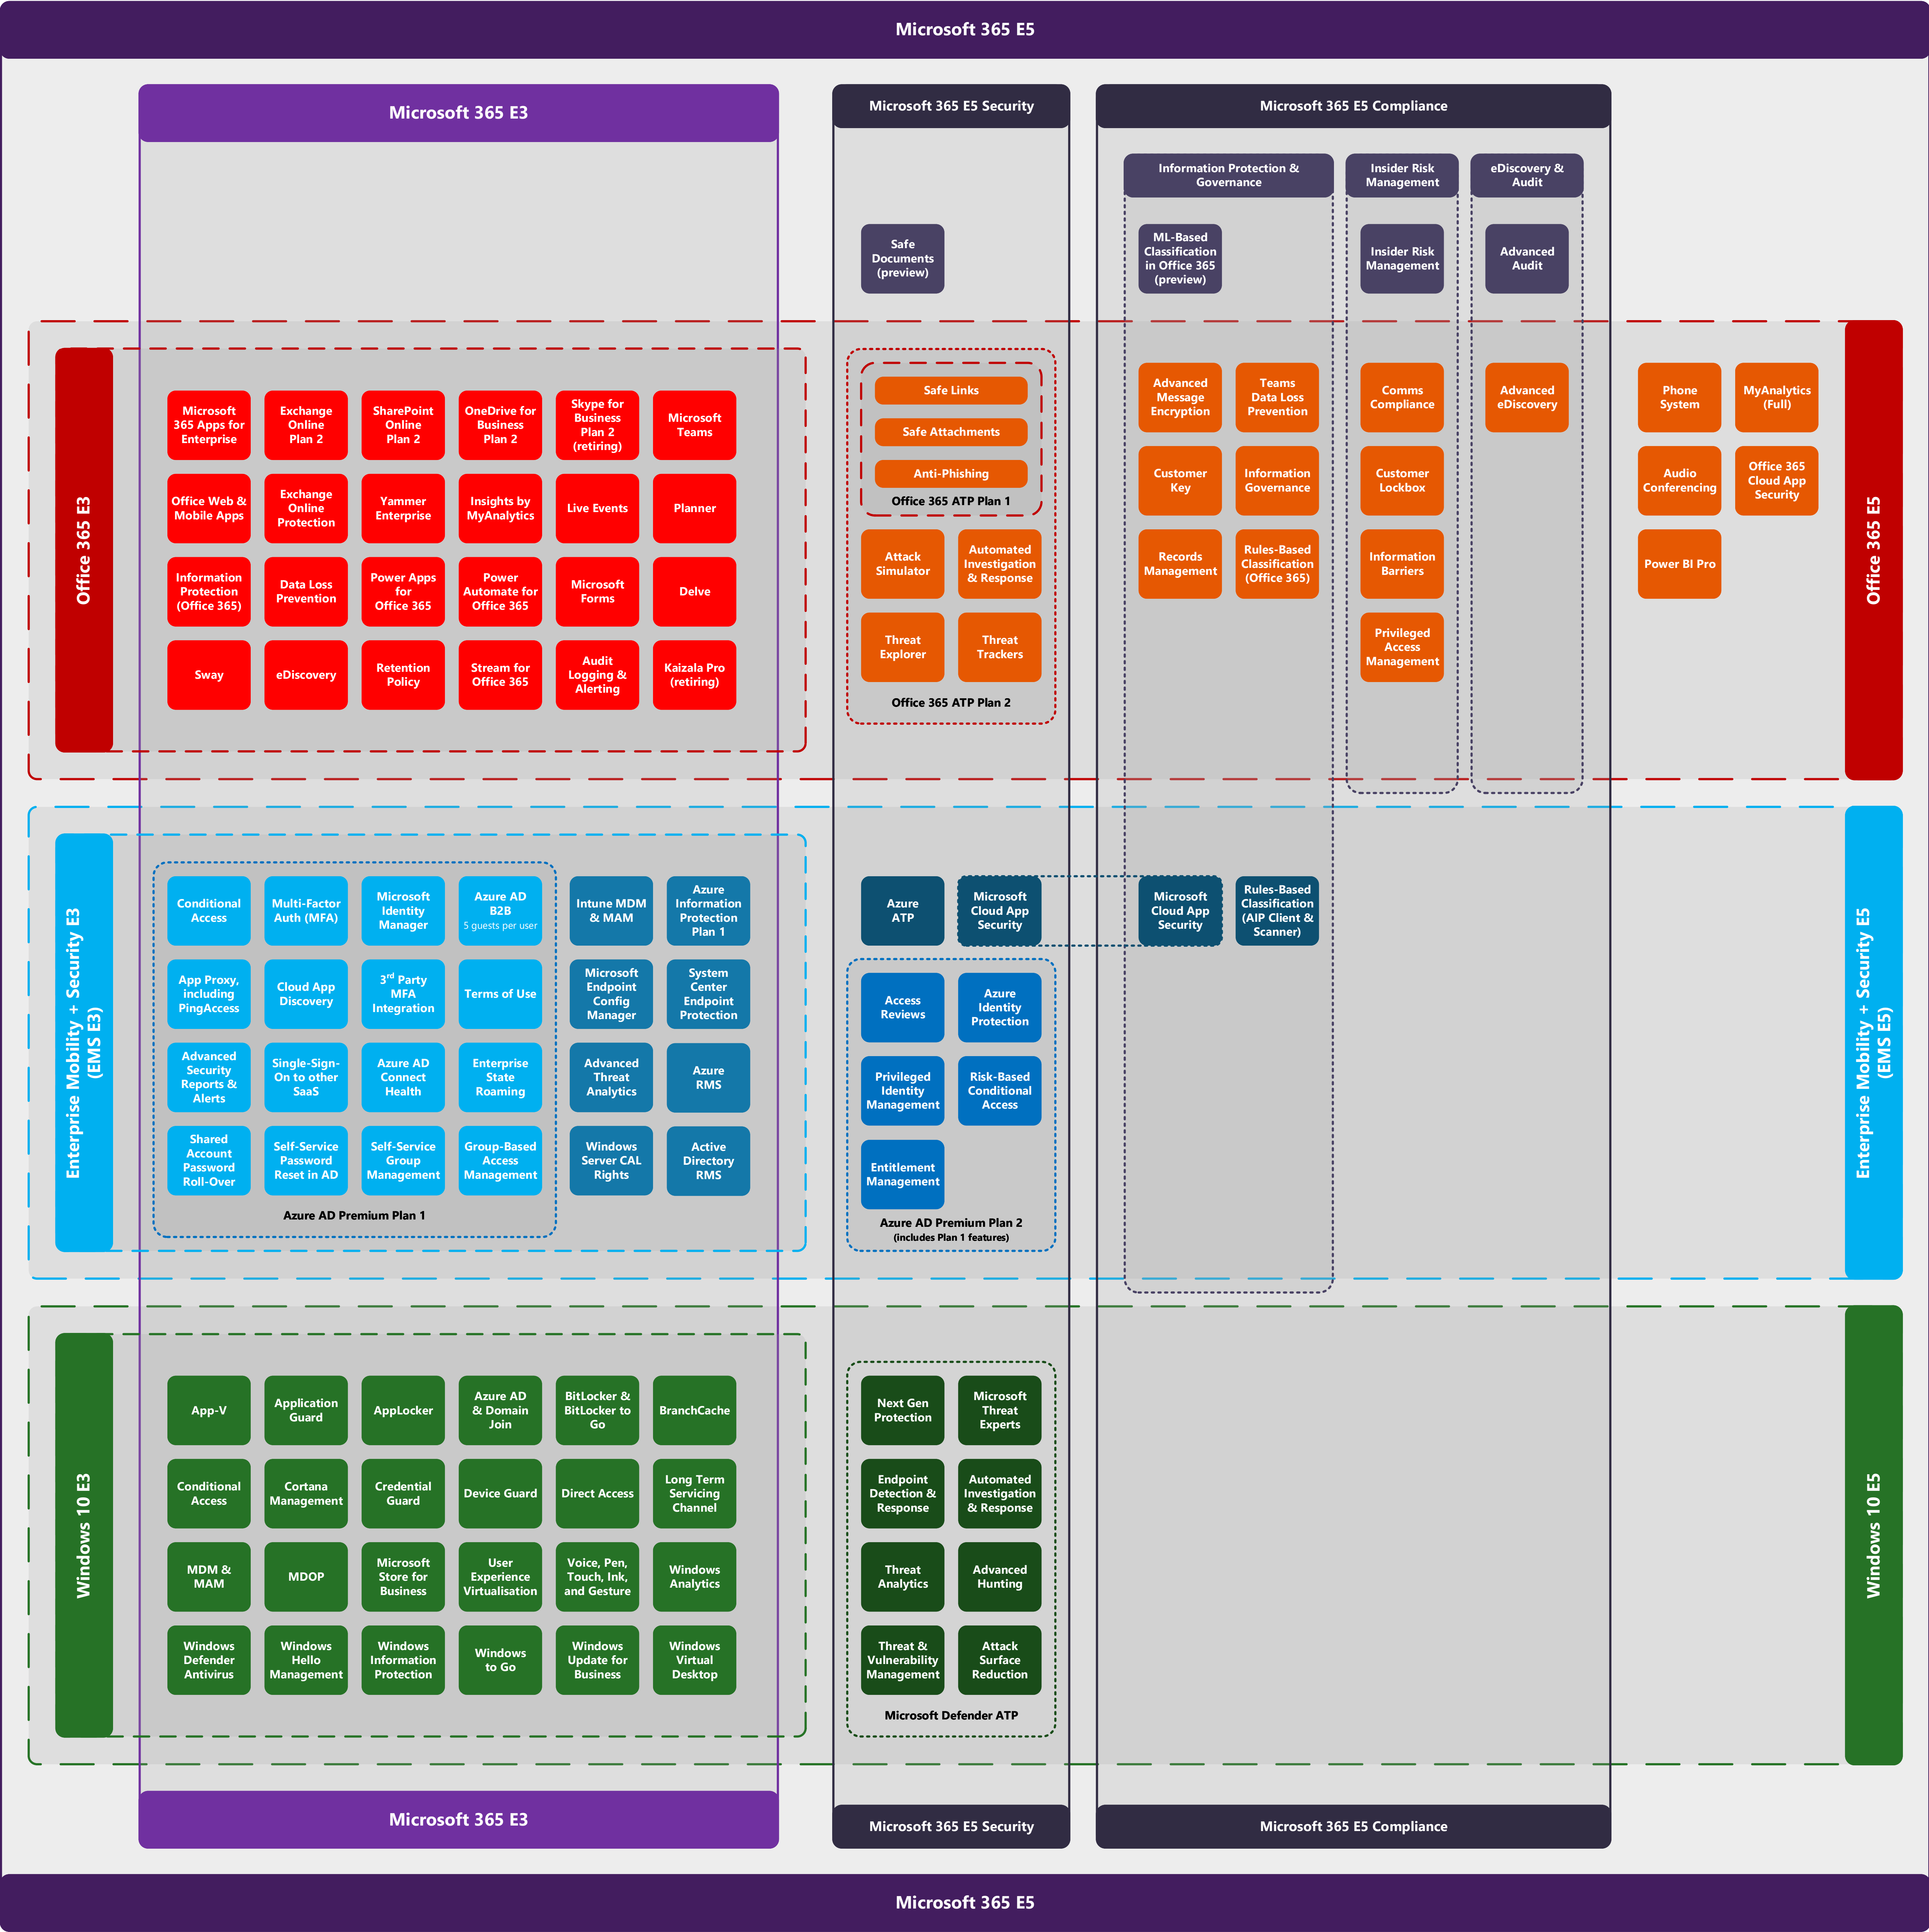 Microsoft 365 E5
Microsoft 365 E3
Microsoft 365 E5 Security
Microsoft 365 E5 Compliance
Information Protection &
Governance
Insider Risk
Management
eDiscovery &
Audit
Safe
Documents
(preview)
ML-Based
Classification
in Office 365
(preview)
Insider Risk
Management
Advanced
Audit
Office 365 E3
Microsoft
365 Apps for
Enterprise
Exchange
Online
Plan 2
SharePoint
Online
Plan 2
OneDrive for
Business
Plan 2
Skype for
Business
Plan 2
(retiring)
Microsoft
Teams
Office Web &
Mobile Apps
Exchange
Online
Protection
Yammer
Enterprise
Insights by
MyAnalytics
Live Events
Planner
Information
Protection
(Office 365)
Data Loss
Prevention
Power Apps
for
Office 365
Power
Automate for
Office 365
Microsoft
Forms
Delve
Sway
eDiscovery
Retention
Policy
Stream for
Office 365
Audit
Logging &
Alerting
Kaizala Pro
(retiring)
Safe Links
Safe Attachments
Anti-Phishing
Office 365 ATP Plan 1
Attack
Simulator
Automated
Investigation
& Response
Threat
Explorer
Threat
Trackers
Office 365 ATP Plan 2
Advanced
Message
Encryption
Teams
Data Loss
Prevention
Customer
Key
Information
Governance
Records
Management
Rules-Based
Classification
(Office 365)
Comms
Compliance
Customer
Lockbox
Information
Barriers
Privileged
Access
Management
Advanced
eDiscovery
Phone
System
MyAnalytics
(Full)
Audio
Conferencing
Office 365
Cloud App
Security
Power BI Pro
Office 365 E5
Enterprise Mobility + Security E3
(EMS E3)
Conditional
Access
Multi-Factor
Auth (MFA)
Microsoft
Identity
Manager
Azure AD
B2B
5 guests per user
Intune MDM
& MAM
Azure
Information
Protection
Plan 1
App Proxy,
including
PingAccess
Cloud App
Discovery
3rd Party
MFA
Integration
Terms of Use
Microsoft
Endpoint
Config
Manager
System
Center
Endpoint
Protection
Advanced
Security
Reports &
Alerts
Single-Sign-
On to other
SaaS
Azure AD
Connect
Health
Enterprise
State
Roaming
Advanced
Threat
Analytics
Azure
RMS
Shared
Account
Password
Roll-Over
Self-Service
Password
Reset in AD
Self-Service
Group
Management
Group-Based
Access
Management
Windows
Server CAL
Rights
Active
Directory
RMS
Azure AD Premium Plan 1
Azure
ATP
Microsoft
Cloud App
Security
Access
Reviews
Azure
Identity
Protection
Privileged
Identity
Management
Risk-Based
Conditional
Access
Entitlement
Management
Azure AD Premium Plan 2
(includes Plan 1 features)
Microsoft
Cloud App
Security
Rules-Based
Classification
(AIP Client &
Scanner)
Enterprise Mobility + Security E5
(EMS E5)
Windows 10 E3
App-V
Application
Guard
AppLocker
Azure AD
& Domain
Join
BitLocker &
BitLocker to
Go
BranchCache
Conditional
Access
Cortana
Management
Credential
Guard
Device Guard
Direct Access
Long Term
Servicing
Channel
MDM &
MAM
MDOP
Microsoft
Store for
Business
User
Experience
Virtualisation
Voice, Pen,
Touch, Ink,
and Gesture
Windows
Analytics
Windows
Defender
Antivirus
Windows
Hello
Management
Windows
Information
Protection
Windows
to Go
Windows
Update for
Business
Windows
Virtual
Desktop
Next Gen
Protection
Microsoft
Threat
Experts
Endpoint
Detection &
Response
Automated
Investigation
& Response
Threat
Analytics
Advanced
Hunting
Threat &
Vulnerability
Management
Attack
Surface
Reduction
Microsoft Defender ATP
Windows 10 E5
Microsoft 365 E3
Microsoft 365 E5 Security
Microsoft 365 E5 Compliance
Microsoft 365 E5